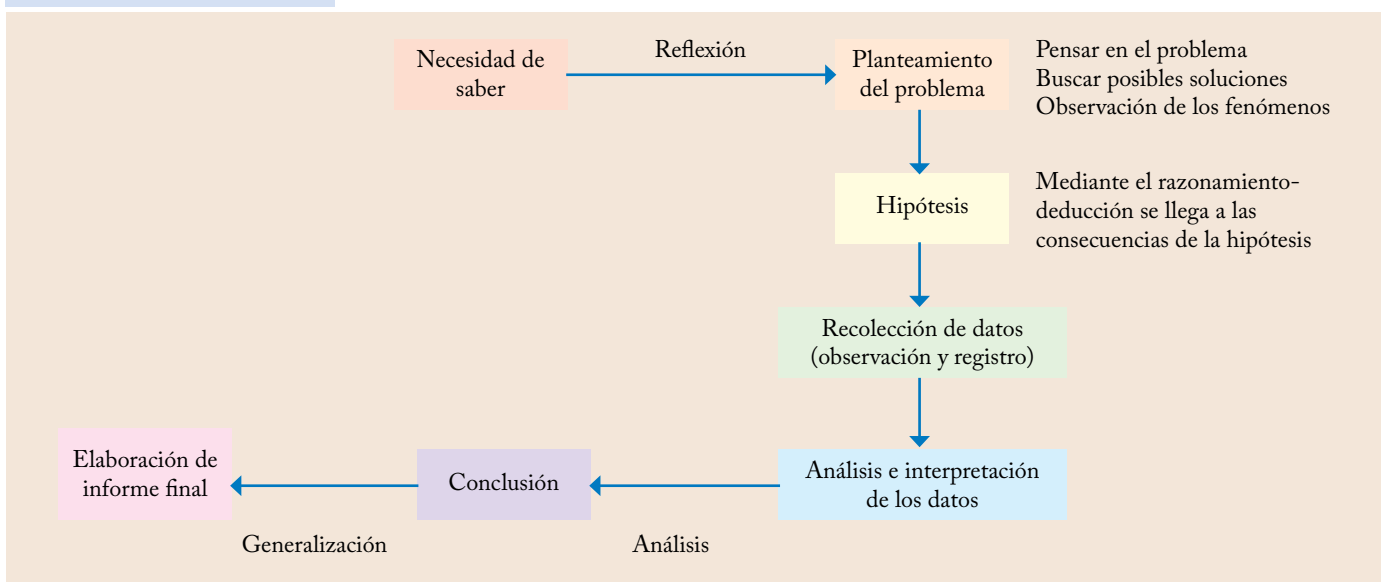 Necesidad de
saber
Reflexión
Planteamiento
del problema
Pensar en el problema
Buscar posibles soluciones
Observación de los fenómenos
Hipótesis
Mediante el razonamiento-
deducción se llega a las
consecuencias de la hipótesis
Recolección de datos
(observación y registro)
Análisis e interpretación
de los datos
Análisis
Conclusión
Generalización
Elaboración de
informe final